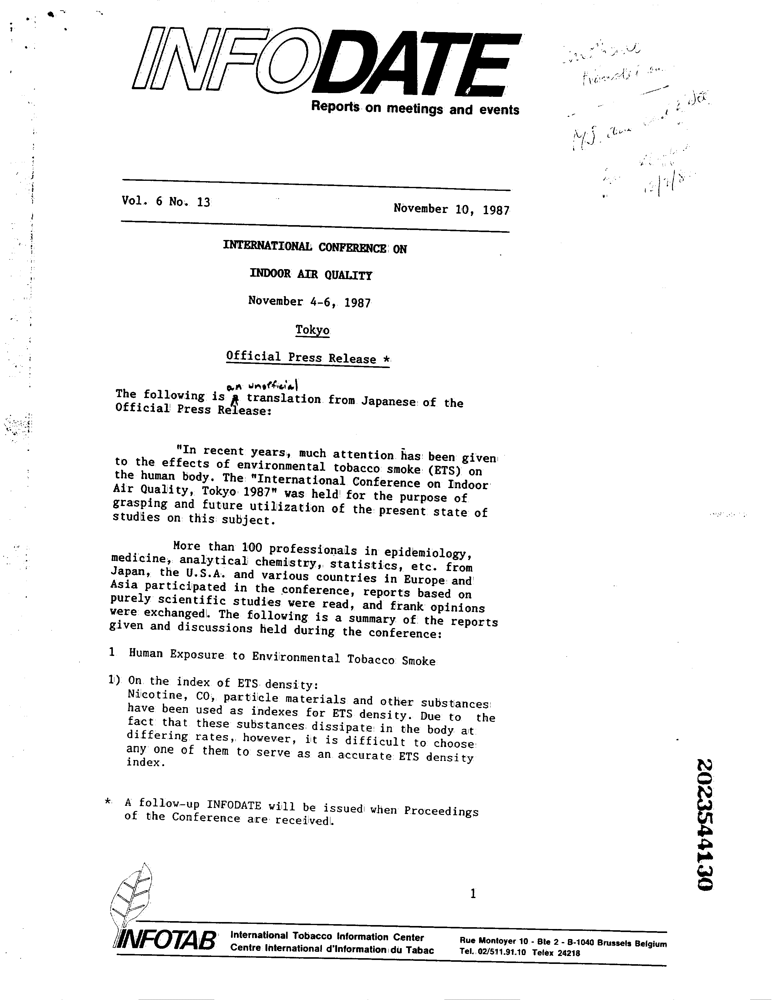 INFODATE
Reports on meetings and events
Vol. 6 No. 13
November 10, 1987
INTERNATIONAL CONFERENCE ON
INDOOR AIR QUALITY
November 4-6, 1987
Tokyo
Official Press Release *
an unofficial
The following is a translation from Japanese of the
Official Press Release:
"In recent years, much attention has been given
to the effects of environmental tobacco smoke (ETS) on
the human body. The "International Conference on Indoor
Air Quality, Tokyo 1987" was held for the purpose of
grasping and future utilization of the present state of
studies on this subject.
More than 100 professionals in epidemiology,
medicine, analytical chemistry, statistics, etc. from
Japan, the U.S.A. and various countries in Europe and
Asia participated in the conference, reports based on
purely scientific studies were read, and frank opinions
were exchanged. The following is a summary of the reports
given and discussions held during the conference:
1 Human Exposure to Environmental Tobacco Smoke
1) On the index of ETS density:
Nicotine, CO, particle materials and other substances
have been used as indexes for ETS density. Due to the
fact that these substances dissipate in the body at
differing rates, however, it is difficult to choose
any one of them to serve as an accurate ETS density
index.
* A follow-up INFODATE will be issued when Proceedings
of the Conference are received.
1
2023544130
INFOTAB
International Tobacco Information Center
Centre International d'Information du Tabac
Rue Montoyer 10 - Bte 2 - B-1040 Brussels Belgium
Tel. 02/511.91.10 Telex 24218